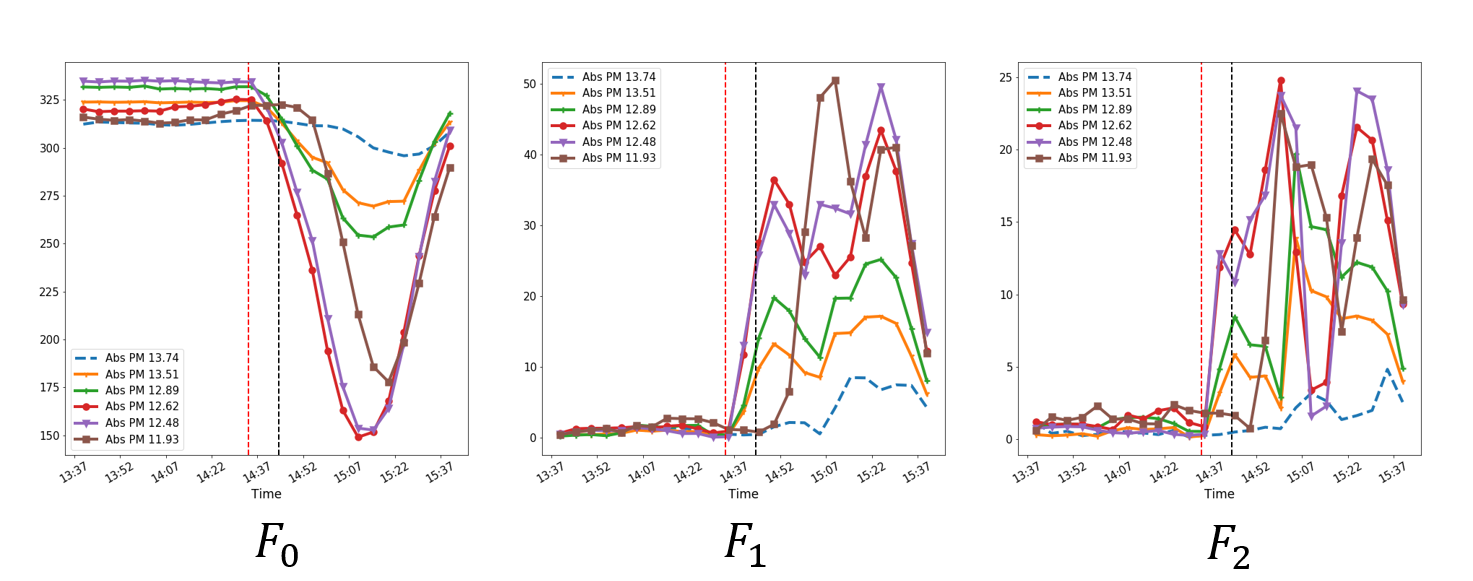 Abs PM 13.74
Abs PM 13.51
Abs PM 12.89
Abs PM 12.62
Abs PM 12.48
Abs PM 11.93
325
300
275
250
225
200
175
150
13:37
13:52
14:07
14:22
14:37
14:52
15:07
15:22
15:37
Time
F0
Abs PM 13.74
Abs PM 13.51
Abs PM 12.89
Abs PM 12.62
Abs PM 12.48
Abs PM 11.93
50
40
30
20
10
0
13:37
13:52
14:07
14:22
14:37
14:52
15:07
15:22
15:37
Time
F1
Abs PM 13.74
Abs PM 13.51
Abs PM 12.89
Abs PM 12.62
Abs PM 12.48
Abs PM 11.93
25
20
15
10
5
0
13:37
13:52
14:07
14:22
14:37
14:52
15:07
15:22
15:37
Time
F2